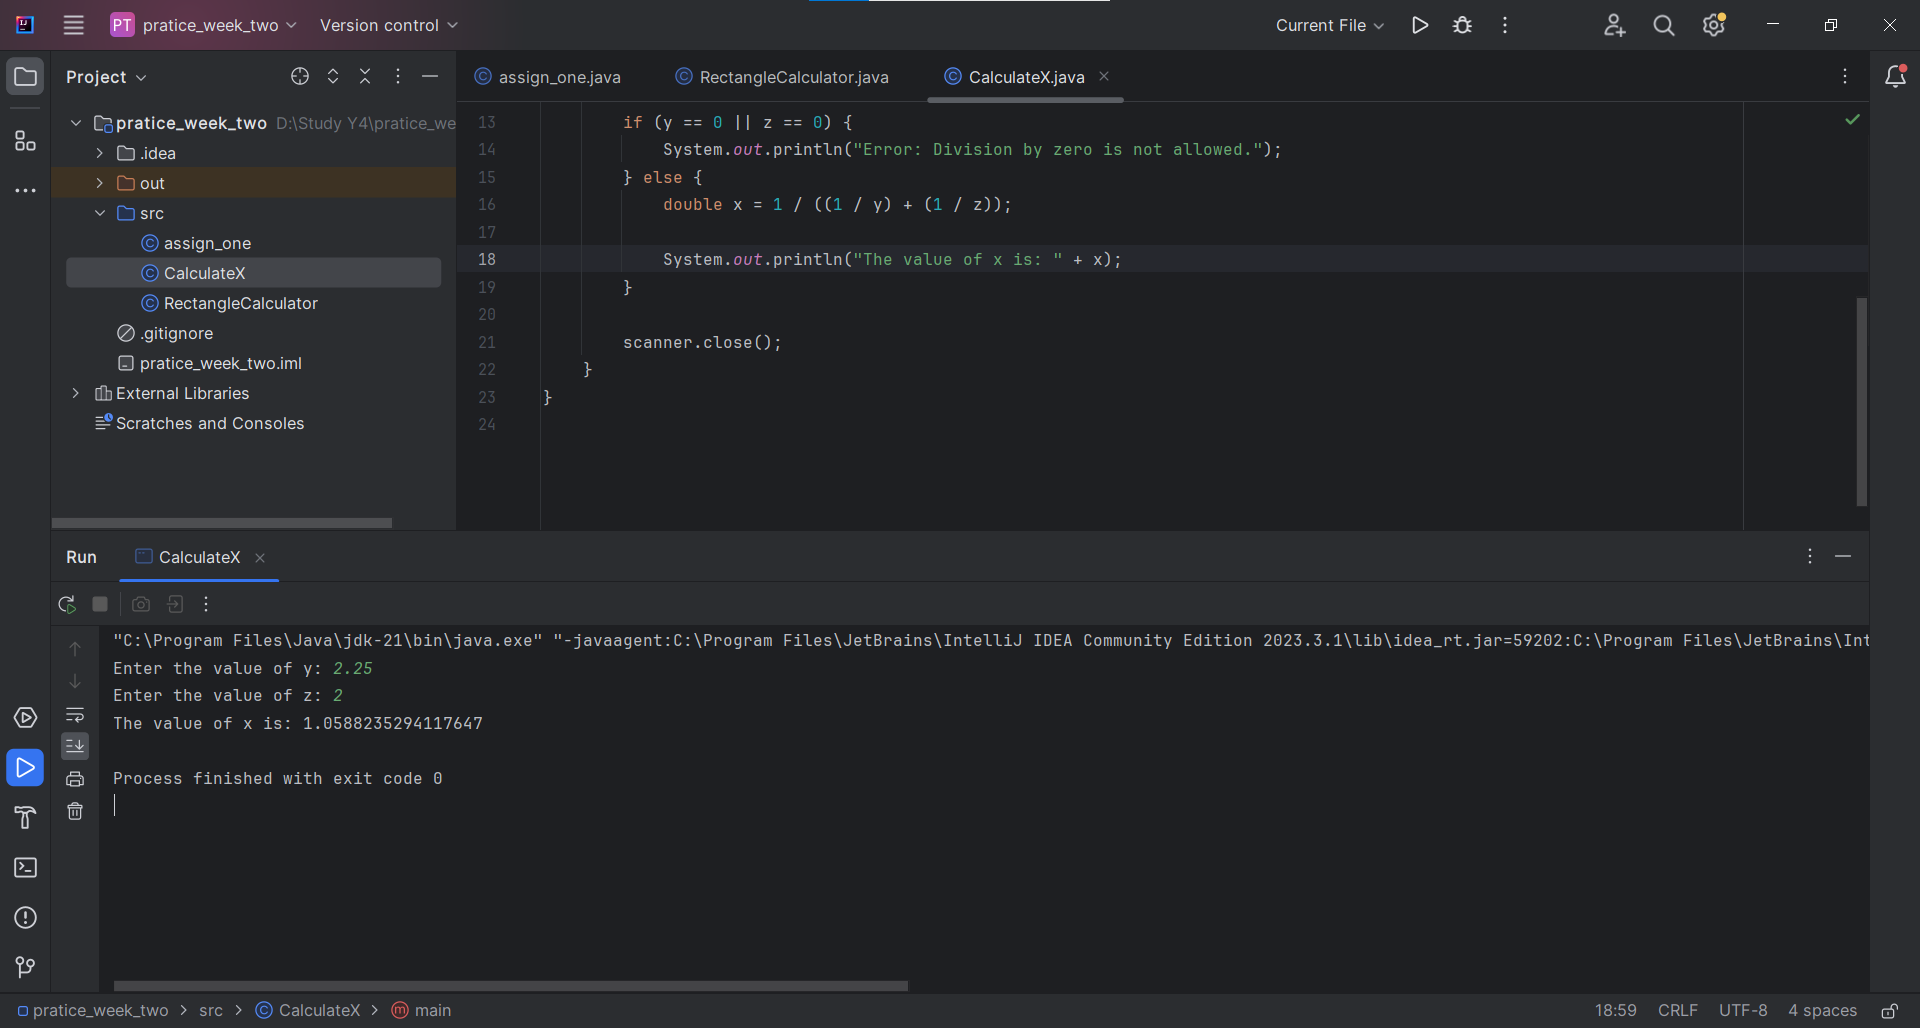 PT pratice_week_two Version control Current File
Project
pratice_week_two D:\Study Y4\pratice_we
.idea
out
src
assign_one
CalculateX
RectangleCalculator
.gitignore
pratice_week_two.iml
External Libraries
Scratches and Consoles
assign_one.java RectangleCalculator.java CalculateX.java
13 if (y == 0 || z == 0) {
14 System.out.println("Error: Division by zero is not allowed.");
15 } else {
16 double x = 1 / ((1 / y) + (1 / z));
17
18 System.out.println("The value of x is: " + x);
19 }
20
21 scanner.close();
22 }
23 }
24
Run CalculateX
"C:\Program Files\Java\jdk-21\bin\java.exe" "-javaagent:C:\Program Files\JetBrains\IntelliJ IDEA Community Edition 2023.3.1\lib\idea_rt.jar=59202:C:\Program Files\JetBrains\Int
Enter the value of y: 2.25
Enter the value of z: 2
The value of x is: 1.0588235294117647
Process finished with exit code 0
pratice_week_two > src > CalculateX > main 18:59 CRLF UTF-8 4 spaces